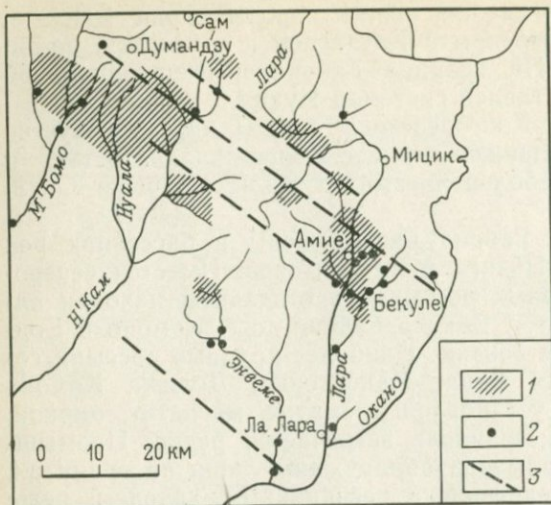 Сам
Думандзу
Лара
Мицик
М'Бомо
Нуала
Амие
Бекуле
Н'Кам
Эквеме
Лара
Окано
Ла Лара
0 10 20 км
1
2
3